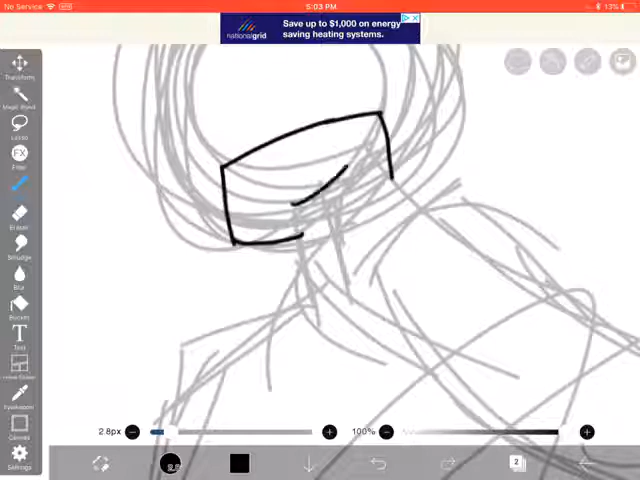 No Service 5:03 PM 13%
nationalgrid
Save up to $1,000 on energy
saving heating systems.
Transform
Magic Wand
Lasso
FX
Filter
Eraser
Smudge
Blur
Bucket
T
Text
Eyedropper
Canvas
Settings
2.8px 100%
2